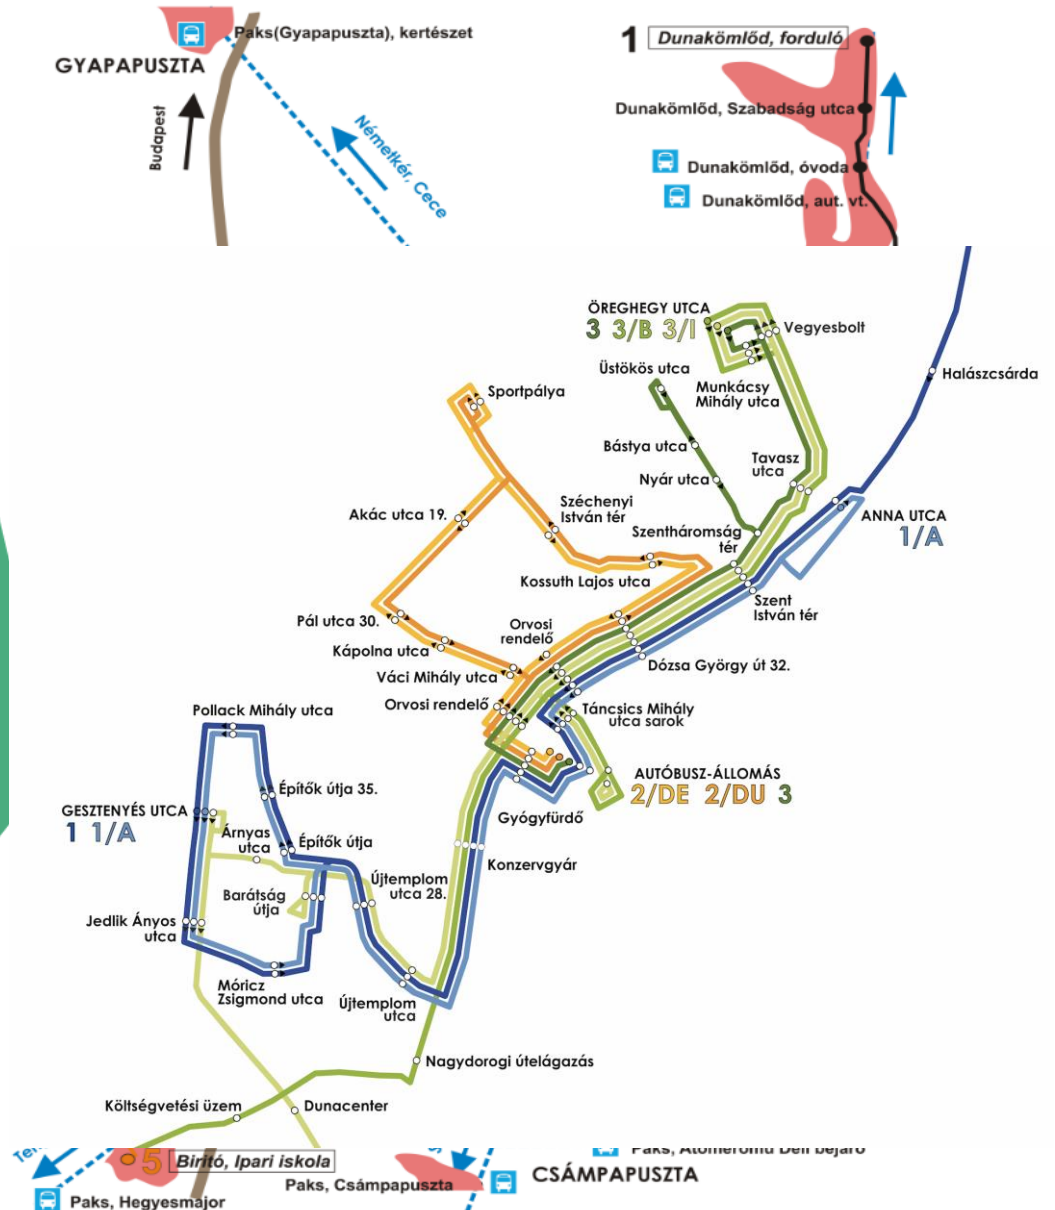 Paks(Gyapapuszta), kertészet
GYAPAPUSZTA
Budapest
Németkér, Cece
1 Dunakömlőd, forduló
Dunakömlőd, Szabadság utca
Dunakömlőd, óvoda
Dunakömlőd, aut. vt.
ÖREGHEGY UTCA
3 3/B 3/I
Vegyesbolt
Üstökös utca
Munkácsy
Mihály utca
Halászcsárda
Sportpálya
Bástya utca
Tavasz
utca
Nyár utca
Akác utca 19.
Széchenyi
István tér
Szentháromság
tér
ANNA UTCA
1/A
Kossuth Lajos utca
Szent
István tér
Pál utca 30.
Orvosi
rendelő
Kápolna utca
Dózsa György út 32.
Váci Mihály utca
Orvosi rendelő
Táncsics Mihály
utca sarok
Pollack Mihály utca
AUTÓBUSZ-ÁLLOMÁS
2/DE 2/DU 3
Építők útja 35.
GESZTENYÉS UTCA
1 1/A
Gyógyfürdő
Árnyas
utca
Építők útja
Konzervgyár
Újtemplom
utca 28.
Barátság
útja
Jedlik Ányos
utca
Móricz
Zsigmond utca
Újtemplom
utca
Nagydorogi útelágazás
Költségvetési üzem
Dunacenter
5 Biritó, Ipari iskola
Paks, Atomerőmű Déli bejáró
Paks, Csámpapuszta
CSÁMPAPUSZTA
Paks, Hegyesmajor